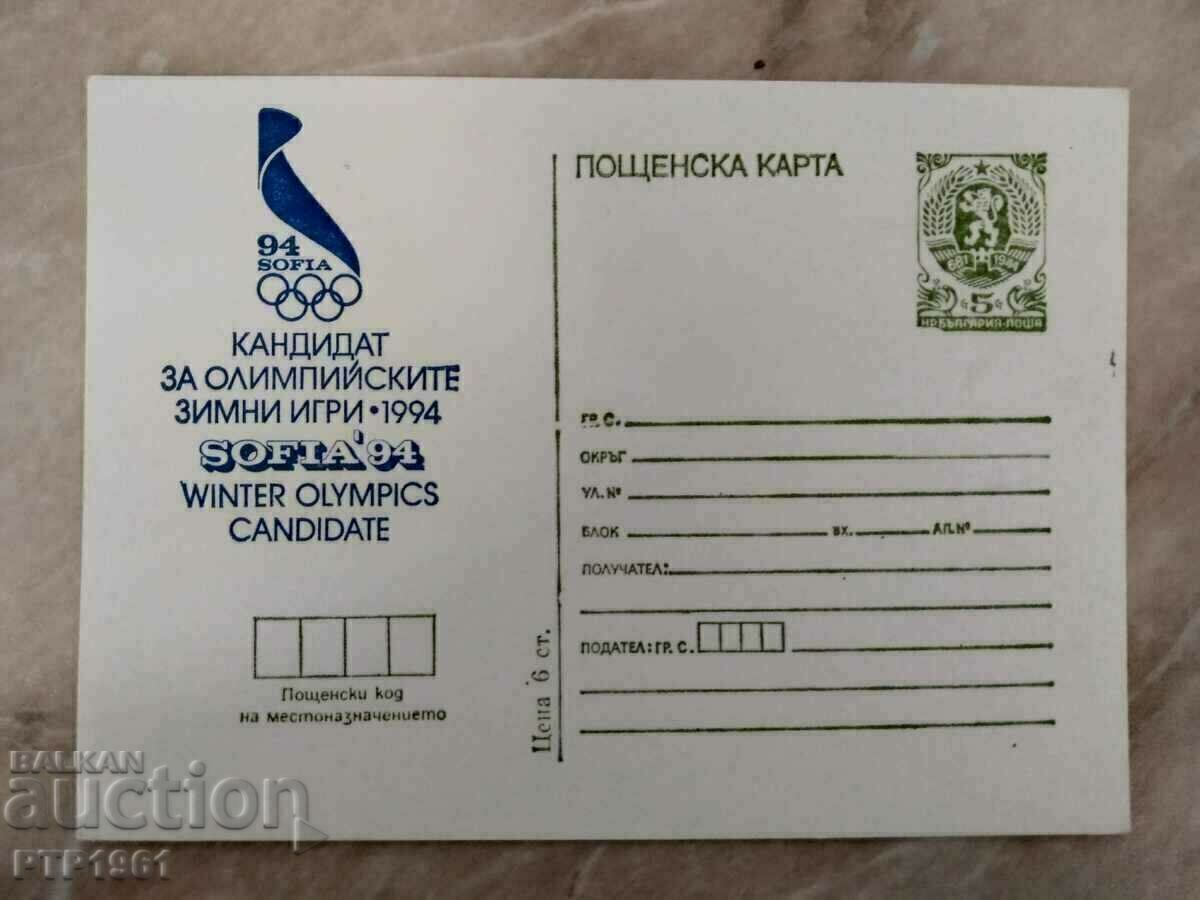 94
SOFIA
КАНДИДАТ
ЗА ОЛИМПИЙСКИТЕ
ЗИМНИ ИГРИ • 1994
SOFIA'94
WINTER OLYMPICS
CANDIDATE
Пощенски код
на местоназначението
Цена 6 ст.
ПОЩЕНСКА КАРТА
681 1944
5
НР БЪЛГАРИЯ-ПОЩА
ГР. С.
ОКРЪГ
УЛ. №
БЛОК ВХ. АП. №
ПОЛУЧАТЕЛ:
ПОДАТЕЛ: ГР. С.
BALKAN
auction
PTP1961